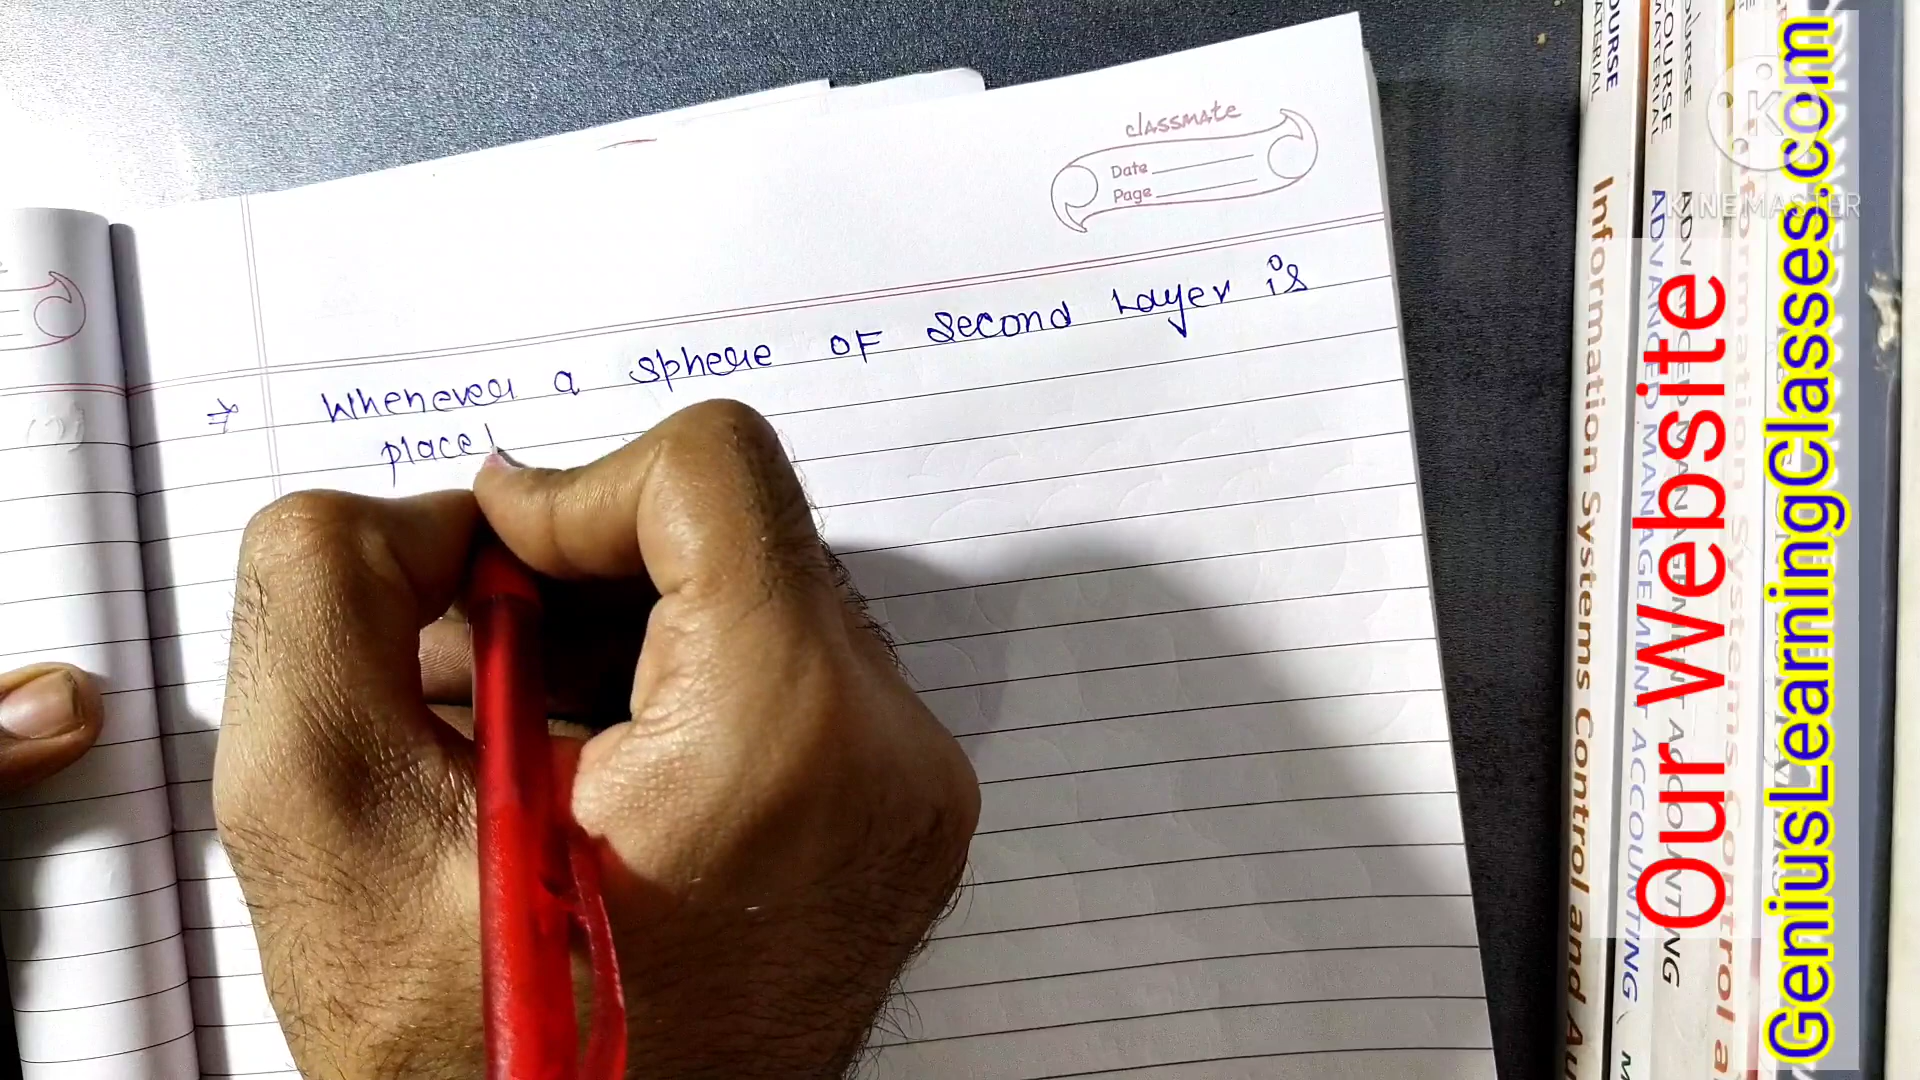 classmate
Date
Page
Whenever a sphere OF second Layer is
place
Our Website
GeniusLearningClasses.com
KINEMASTER
Information Systems Control and Au
ADVANCED MANAGEMENT ACCOUNTING
COURSE
MATERIAL